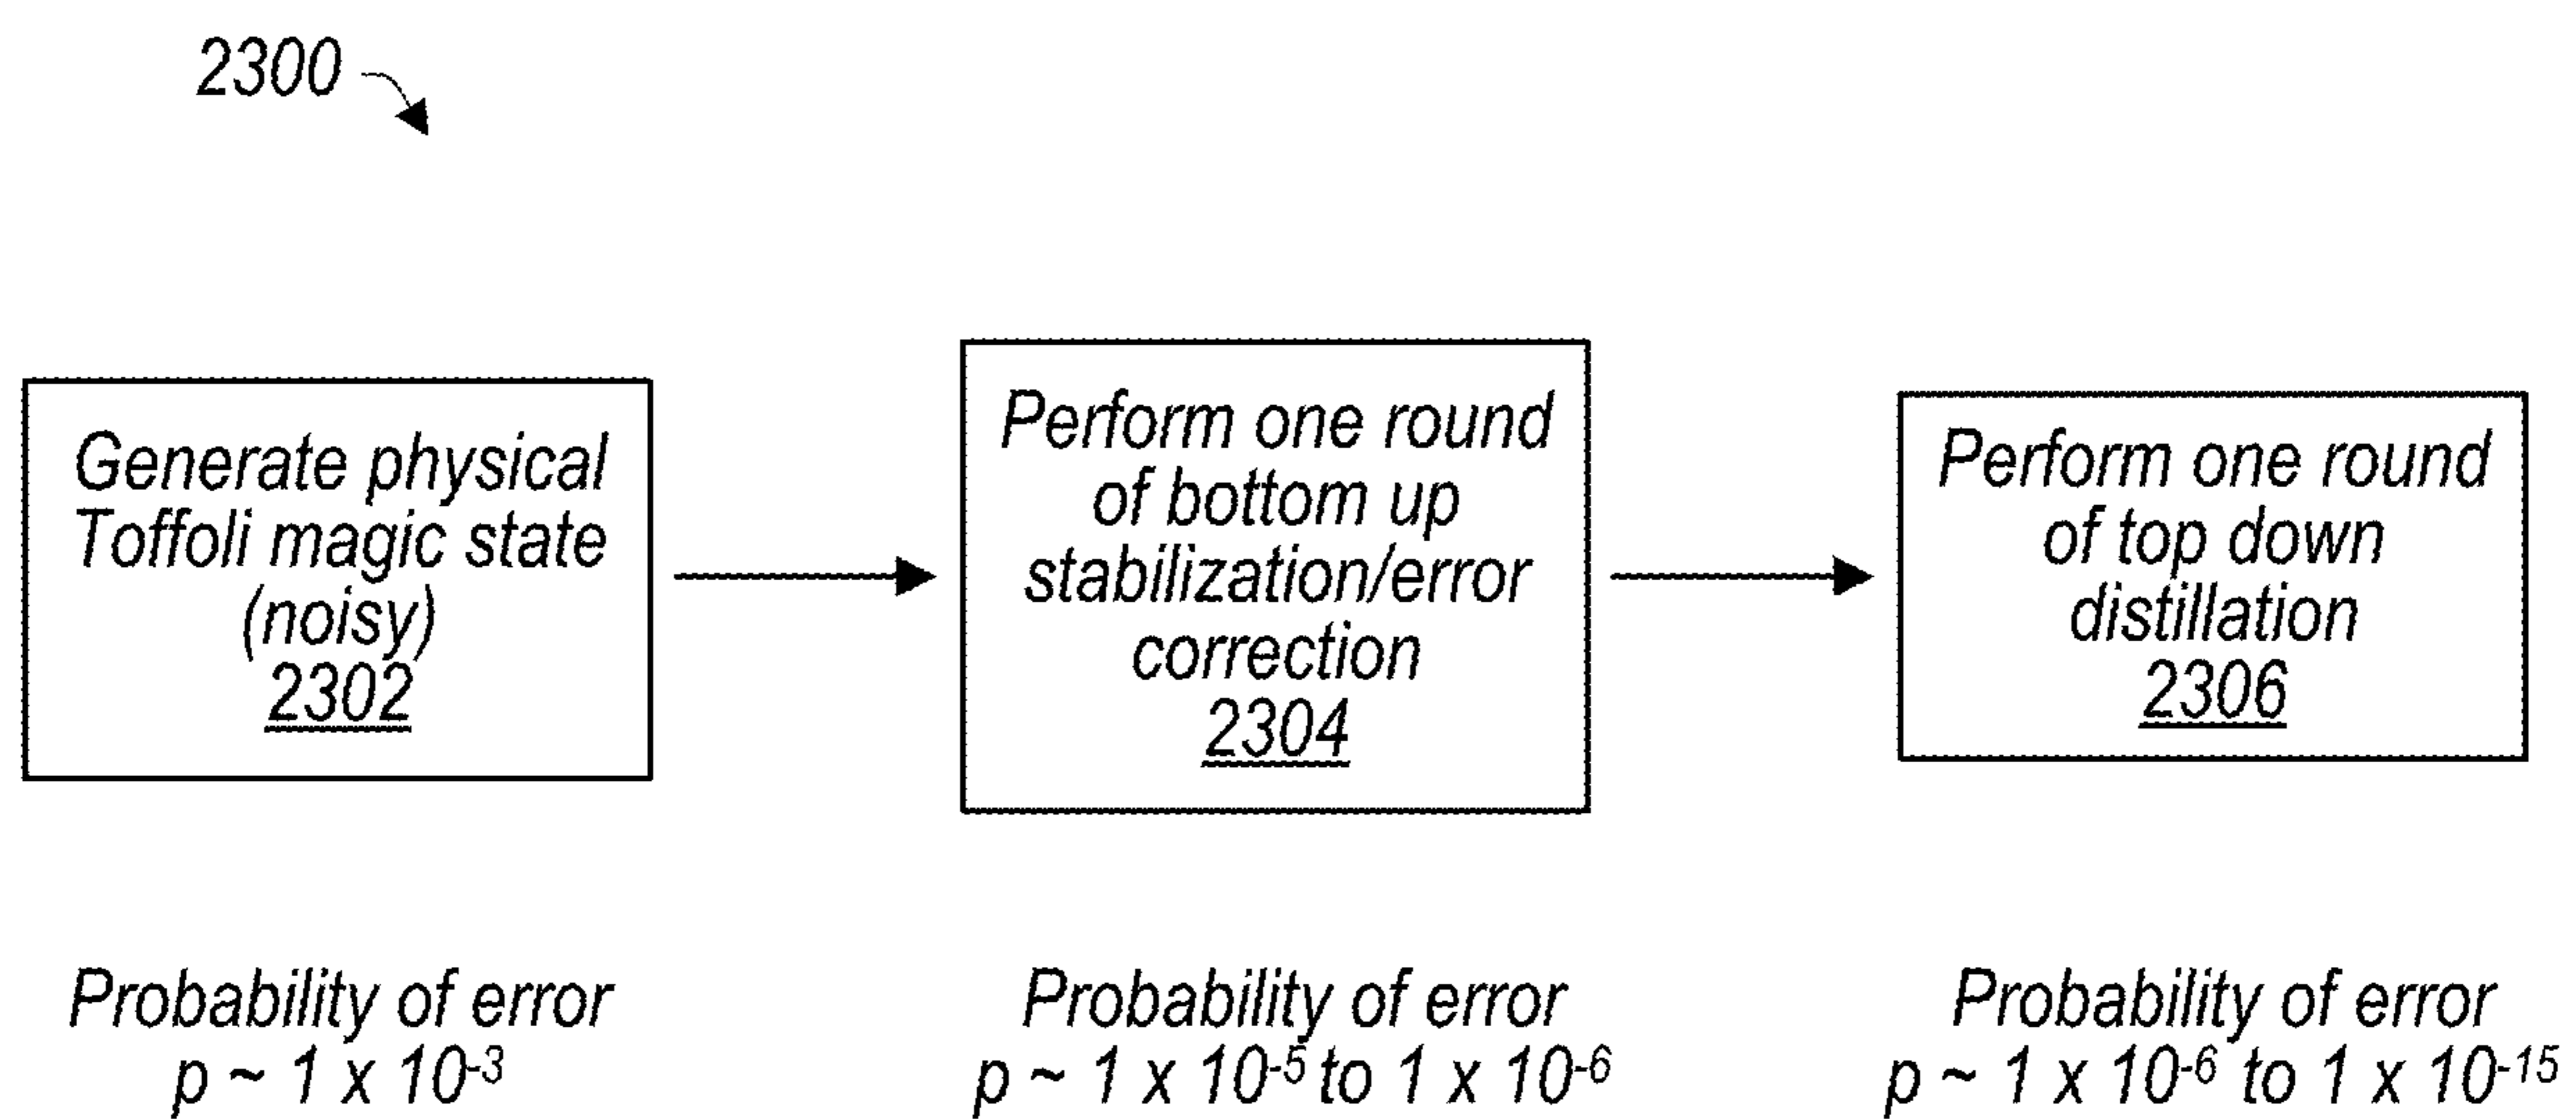 2300
Generate physical
Toffoli magic state
(noisy)
2302
Perform one round
of bottom up
stabilization/error
correction
2304
Perform one round
of top down
distillation
2306
Probability of error
p ~ 1 x 10⁻³
Probability of error
p ~ 1 x 10⁻⁵ to 1 x 10⁻⁶
Probability of error
p ~ 1 x 10⁻⁶ to 1 x 10⁻¹⁵